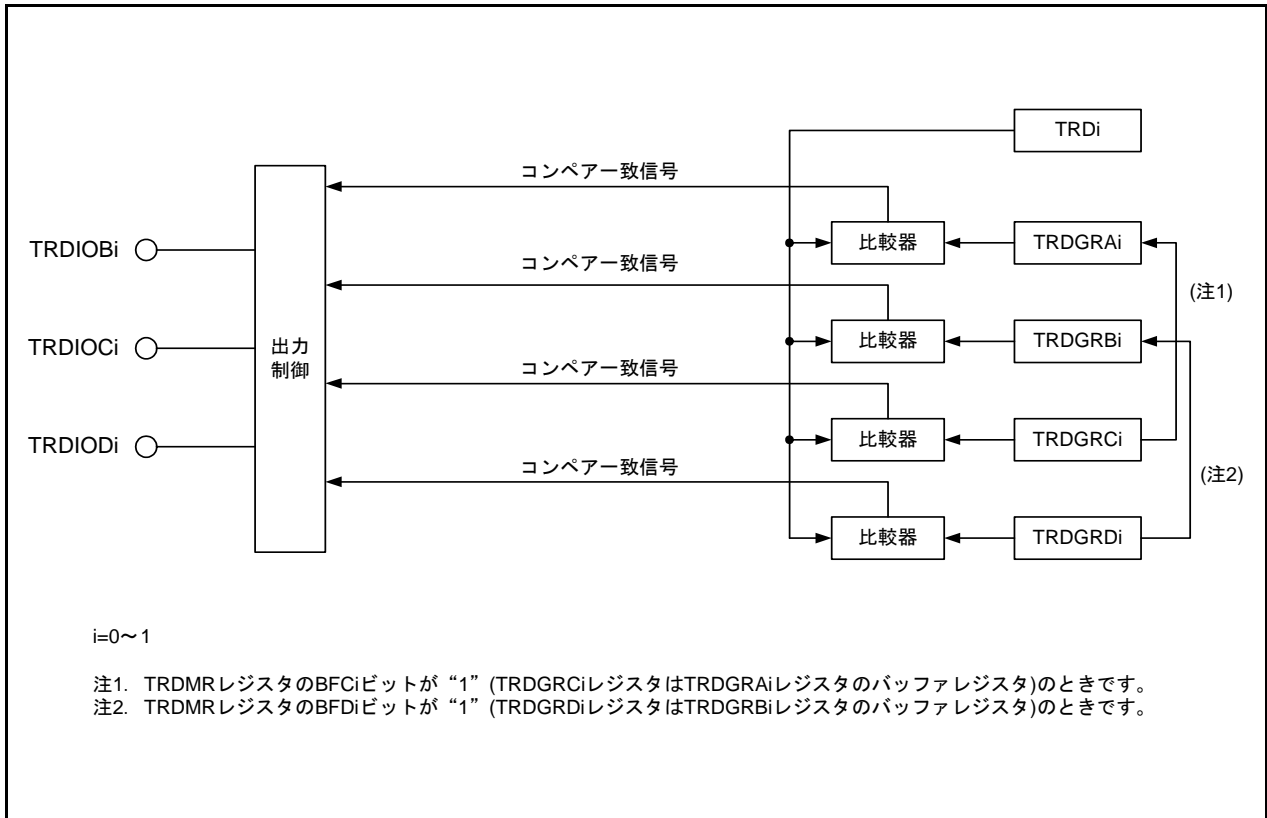 TRDi
コンペア一致信号
比較器
TRDGRAi
TRDIOBi
コンペア一致信号
(注1)
比較器
TRDGRBi
TRDIOCi
出力
制御
コンペア一致信号
比較器
TRDGRCi
TRDIODi
コンペア一致信号
(注2)
比較器
TRDGRDi
i=0～1
注1. TRDMRレジスタのBFCiビットが“1”(TRDGRCiレジスタはTRDGRAiレジスタのバッファレジスタ)のときです。
注2. TRDMRレジスタのBFDiビットが“1”(TRDGRDiレジスタはTRDGRBiレジスタのバッファレジスタ)のときです。